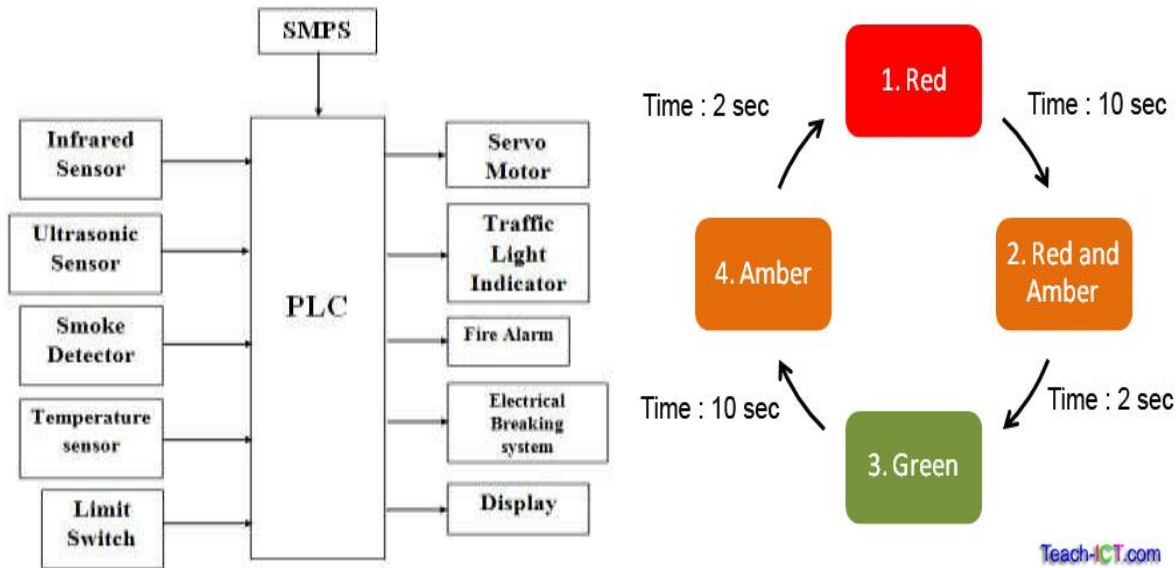 SMPS
Infrared
Sensor
Ultrasonic
Sensor
Smoke
Detector
Temperature
sensor
Limit
Switch
PLC
Servo
Motor
Traffic
Light
Indicator
Fire Alarm
Electrical
Breaking
system
Display
1. Red
Time : 10 sec
2. Red and
Amber
Time : 2 sec
3. Green
Time : 10 sec
4. Amber
Time : 2 sec
Teach-ICT.com